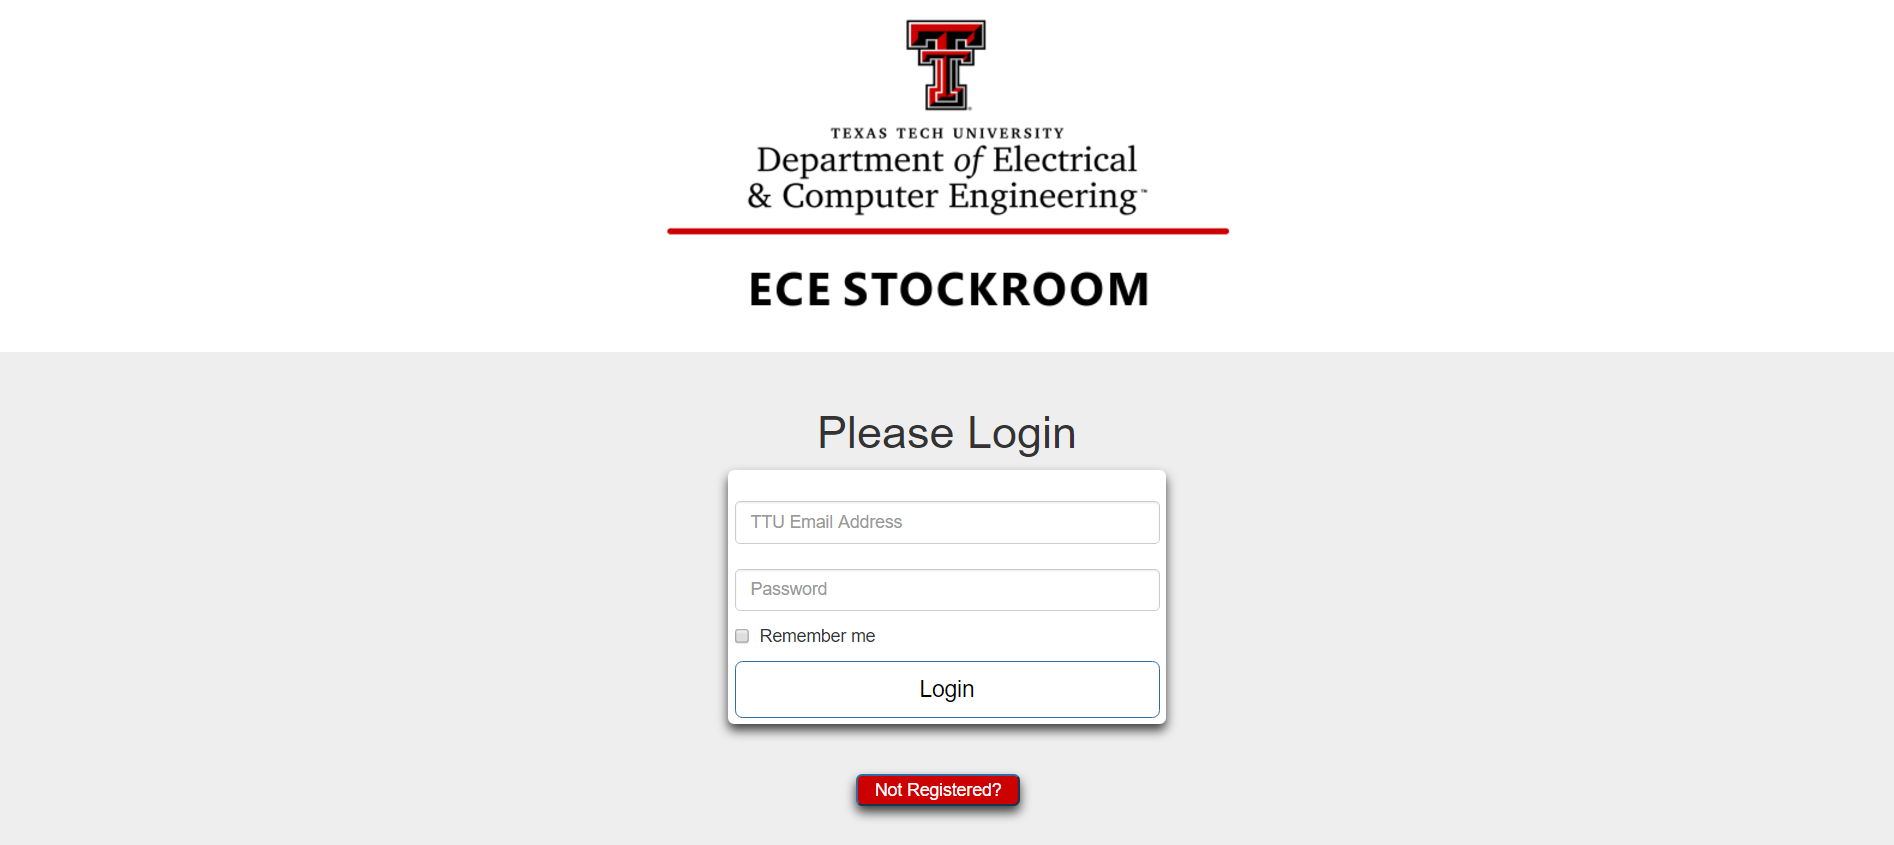 TEXAS TECH UNIVERSITY
Department of Electrical
& Computer Engineering™
ECE STOCKROOM
Please Login
TTU Email Address
Password
Remember me
Login
Not Registered?